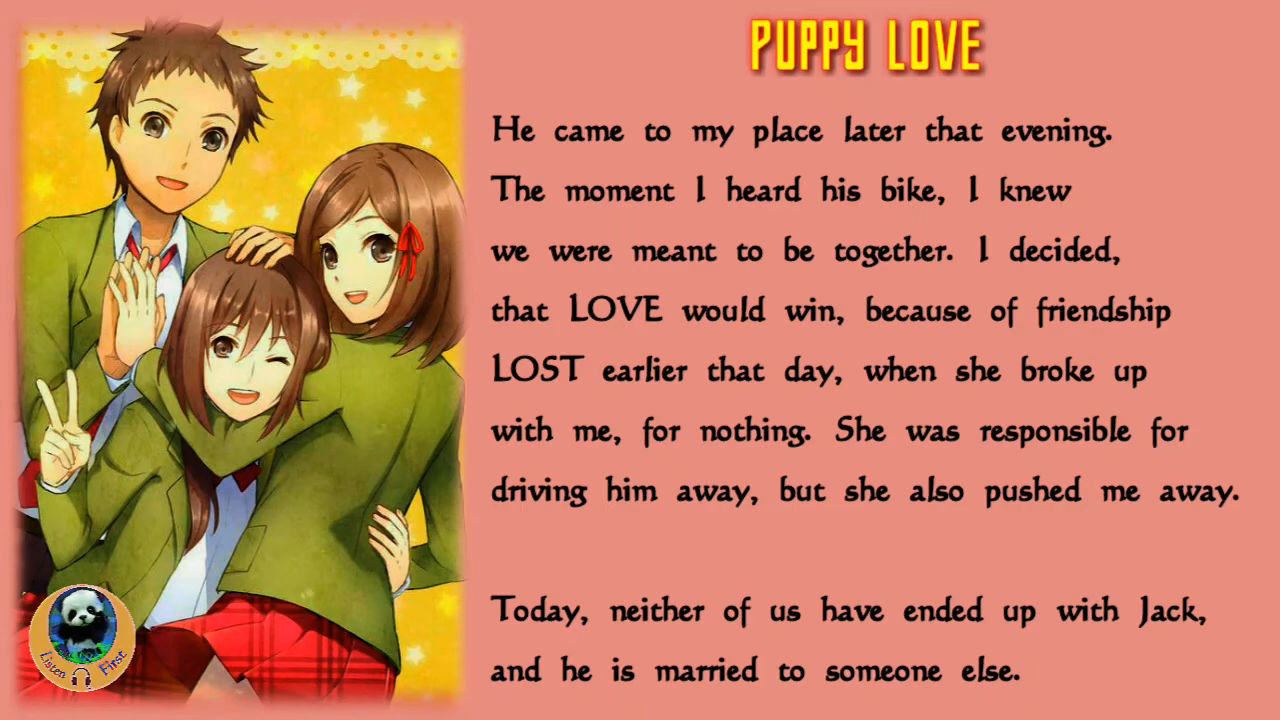 PUPPY LOVE
He came to my place later that evening.
The moment I heard his bike, I knew
we were meant to be together. I decided,
that LOVE would win, because of friendship
LOST earlier that day, when she broke up
with me, for nothing. She was responsible for
driving him away, but she also pushed me away.
Today, neither of us have ended up with Jack,
and he is married to someone else.
Listen First